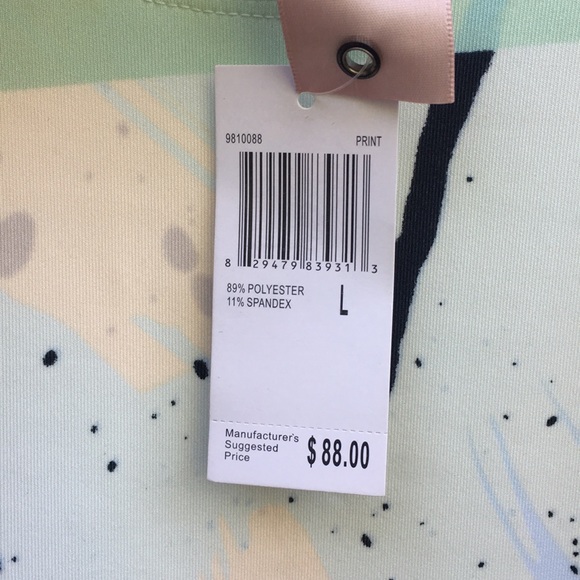 9810088 PRINT
8 29479 83931 3
89% POLYESTER
11% SPANDEX
L
Manufacturer's
Suggested
Price
$88.00